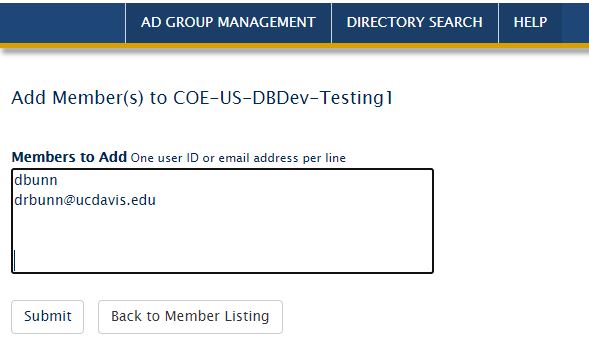 AD GROUP MANAGEMENT DIRECTORY SEARCH HELP
Add Member(s) to COE-US-DBDev-Testing1
Members to Add One user ID or email address per line
dbunn
drbunn@ucdavis.edu
Submit Back to Member Listing